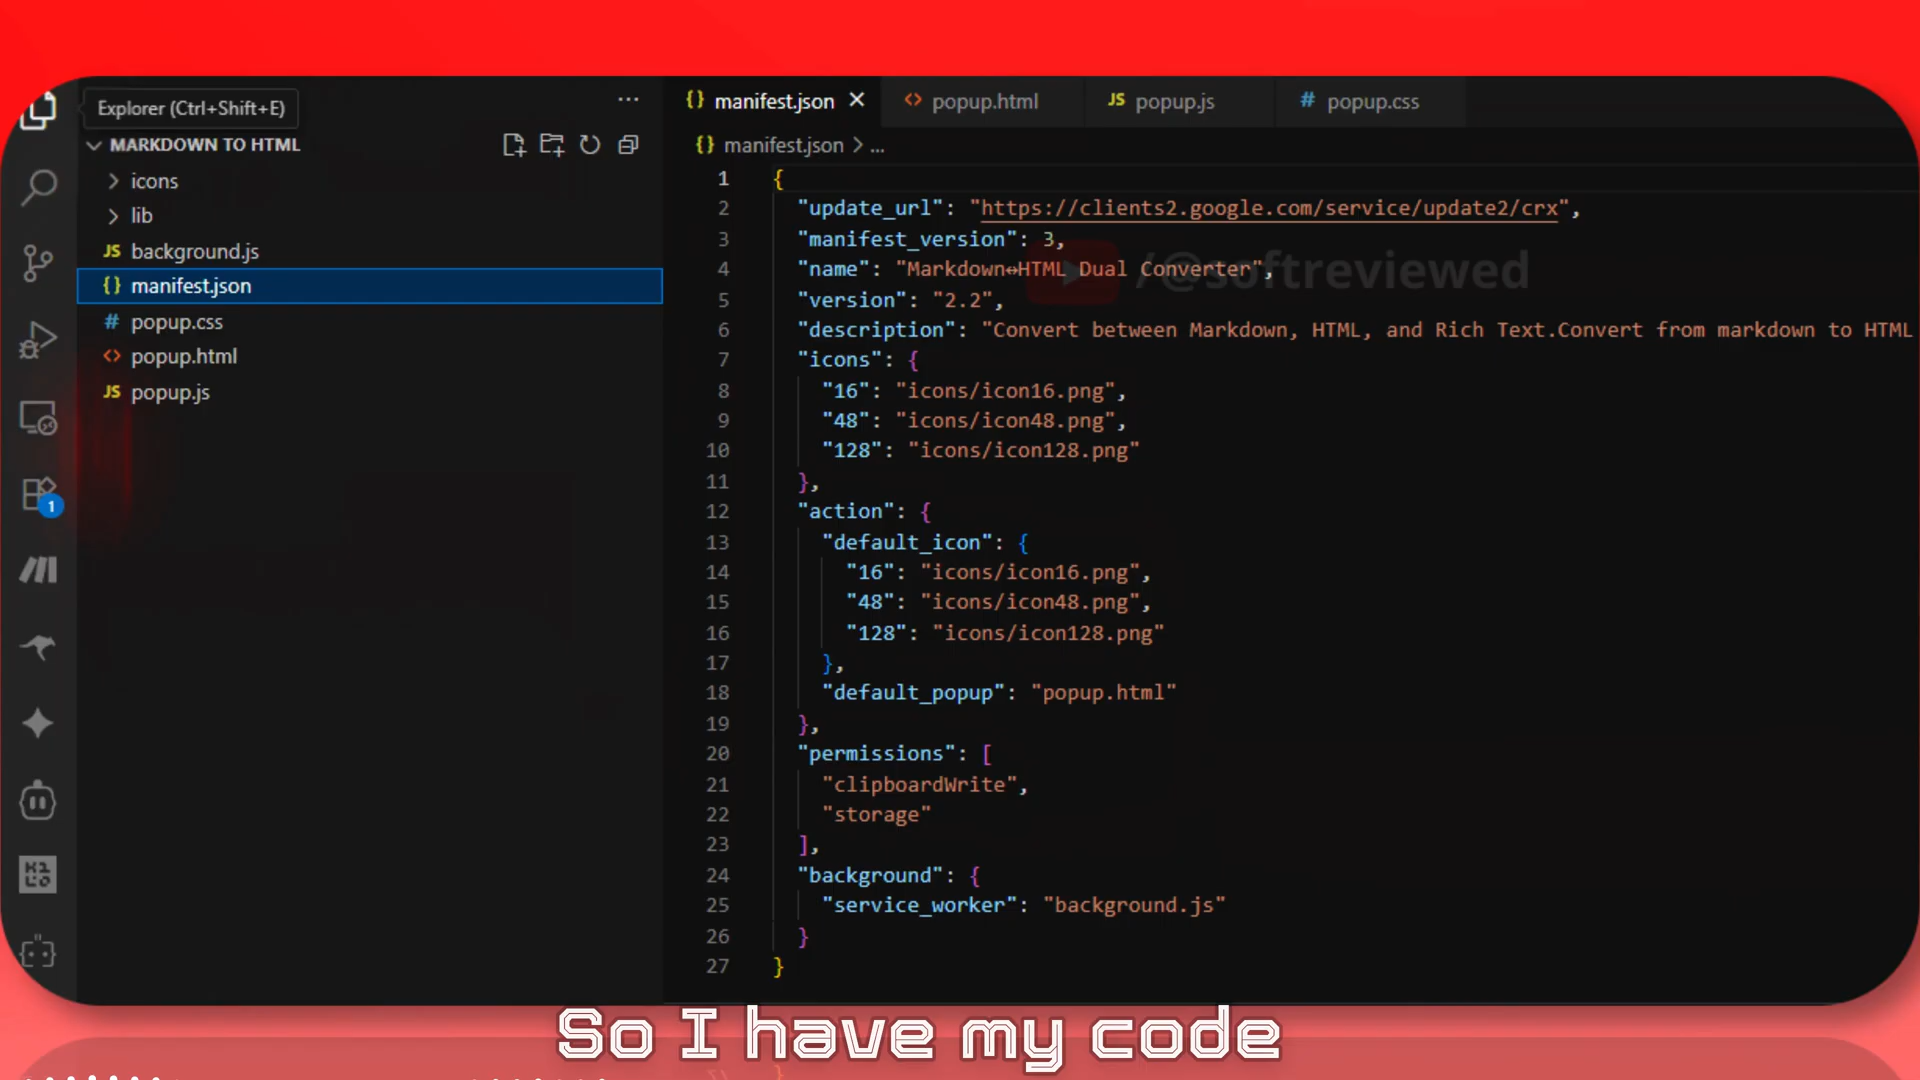 Explorer (Ctrl+Shift+E)
MARKDOWN TO HTML
icons
lib
JS background.js
{} manifest.json
# popup.css
<> popup.html
JS popup.js
1
{} manifest.json
<> popup.html
JS popup.js
# popup.css
{} manifest.json > ...
1 {
2 "update_url": "https://clients2.google.com/service/update2/crx",
3 "manifest_version": 3,
4 "name": "Markdown↔HTML Dual Converter",
5 "version": "2.2",
6 "description": "Convert between Markdown, HTML, and Rich Text.Convert from markdown to HTML
7 "icons": {
8 "16": "icons/icon16.png",
9 "48": "icons/icon48.png",
10 "128": "icons/icon128.png"
11 },
12 "action": {
13 "default_icon": {
14 "16": "icons/icon16.png",
15 "48": "icons/icon48.png",
16 "128": "icons/icon128.png"
17 },
18 "default_popup": "popup.html"
19 },
20 "permissions": [
21 "clipboardWrite",
22 "storage"
23 ],
24 "background": {
25 "service_worker": "background.js"
26 }
27 }
/@softreviewed
So I have my code